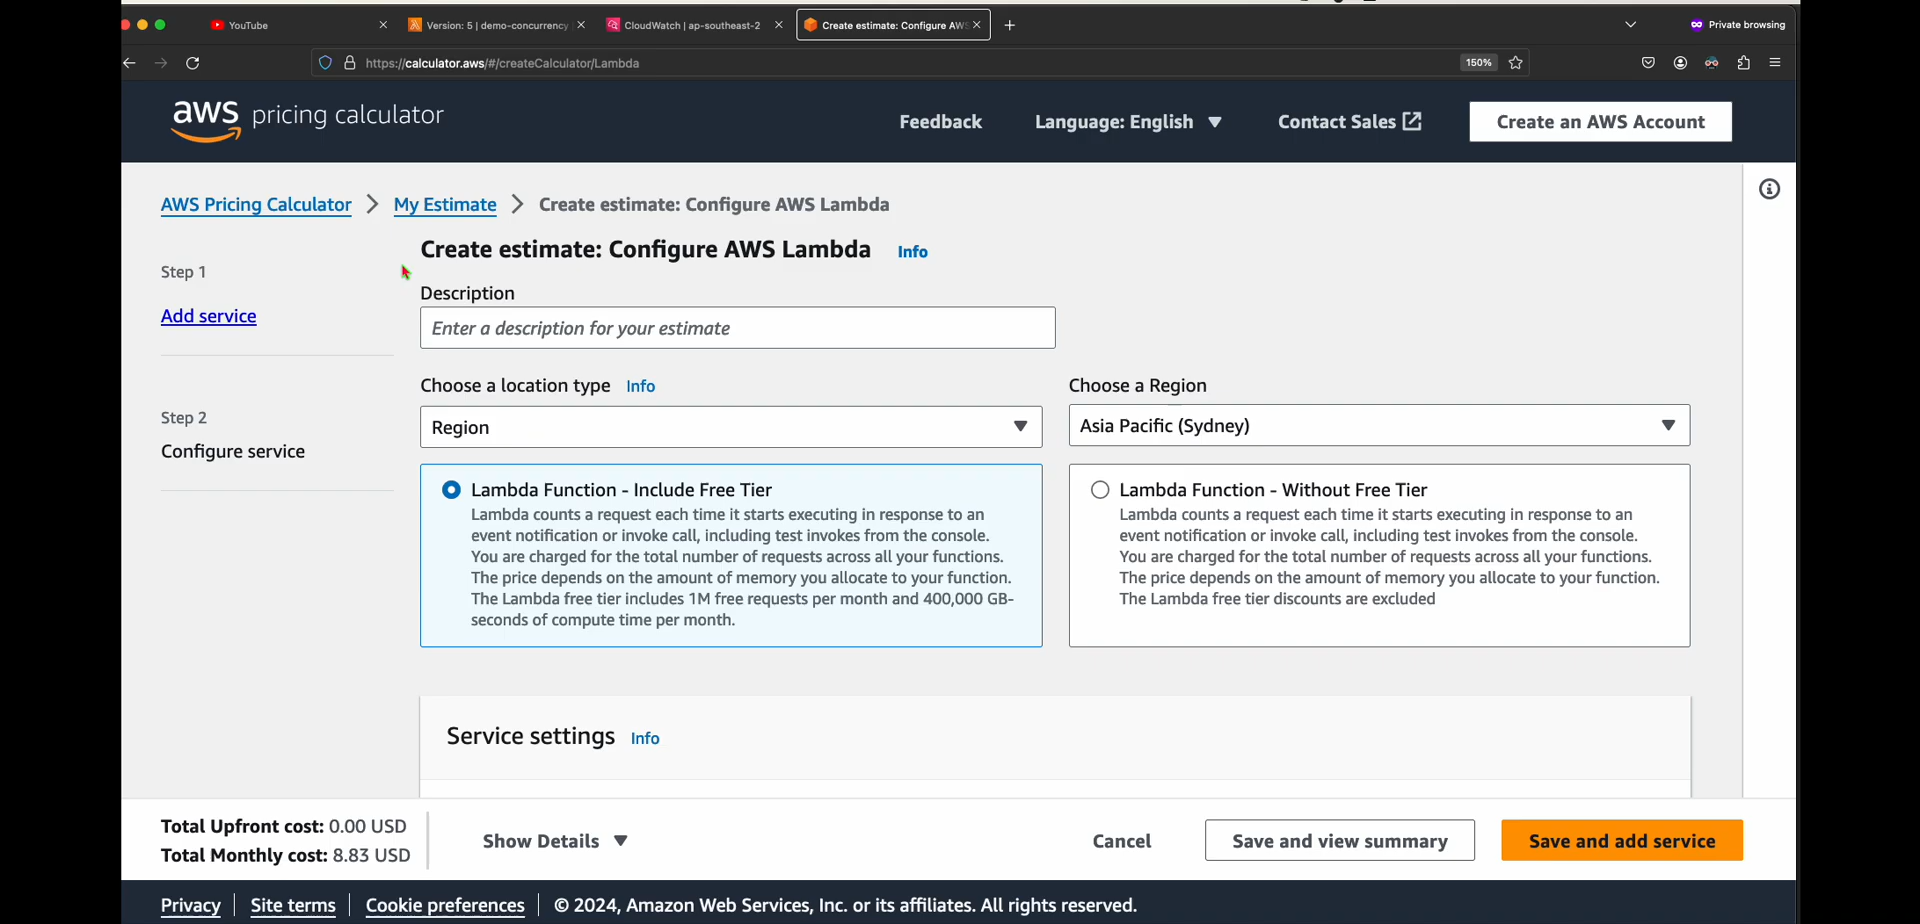 YouTube
Version: 5 | demo-concurrency
CloudWatch | ap-southeast-2
Create estimate: Configure AWS
Private browsing
https://calculator.aws/#/createCalculator/Lambda
150%
aws pricing calculator
Feedback
Language: English
Contact Sales
Create an AWS Account
AWS Pricing Calculator
My Estimate
Create estimate: Configure AWS Lambda
Step 1
Add service
Step 2
Configure service
Create estimate: Configure AWS Lambda Info
Description
Enter a description for your estimate
Choose a location type Info
Region
Choose a Region
Asia Pacific (Sydney)
Lambda Function - Include Free Tier
Lambda counts a request each time it starts executing in response to an
event notification or invoke call, including test invokes from the console.
You are charged for the total number of requests across all your functions.
The price depends on the amount of memory you allocate to your function.
The Lambda free tier includes 1M free requests per month and 400,000 GB-
seconds of compute time per month.
Lambda Function - Without Free Tier
Lambda counts a request each time it starts executing in response to an
event notification or invoke call, including test invokes from the console.
You are charged for the total number of requests across all your functions.
The price depends on the amount of memory you allocate to your function.
The Lambda free tier discounts are excluded
Service settings Info
Total Upfront cost: 0.00 USD
Total Monthly cost: 8.83 USD
Show Details
Cancel
Save and view summary
Save and add service
Privacy
Site terms
Cookie preferences
© 2024, Amazon Web Services, Inc. or its affiliates. All rights reserved.